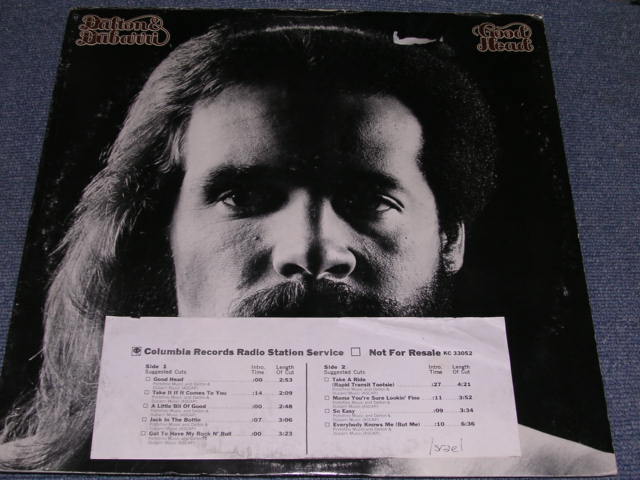 Dalton &
Dubarri
Good
Head
Columbia Records Radio Station Service Not For Resale KC 33052
Side 1
Suggested Cuts
Intro. Time
Length Of Cut
Good Head :00 2:53
Take It If It Comes To You :14 2:09
A Little Bit Of Good :00 2:48
Jack In The Bottle :07 3:06
Got To Have My Rock N' Roll :00 3:23
Side 2
Suggested Cuts
Intro. Time
Length Of Cut
Take A Ride
(Rapid Transit Tootsie) :27 4:21
Mama You're Sure Lookin' Fine :11 3:52
So Easy :09 3:34
Everybody Knows Me (But Me) :10 6:36